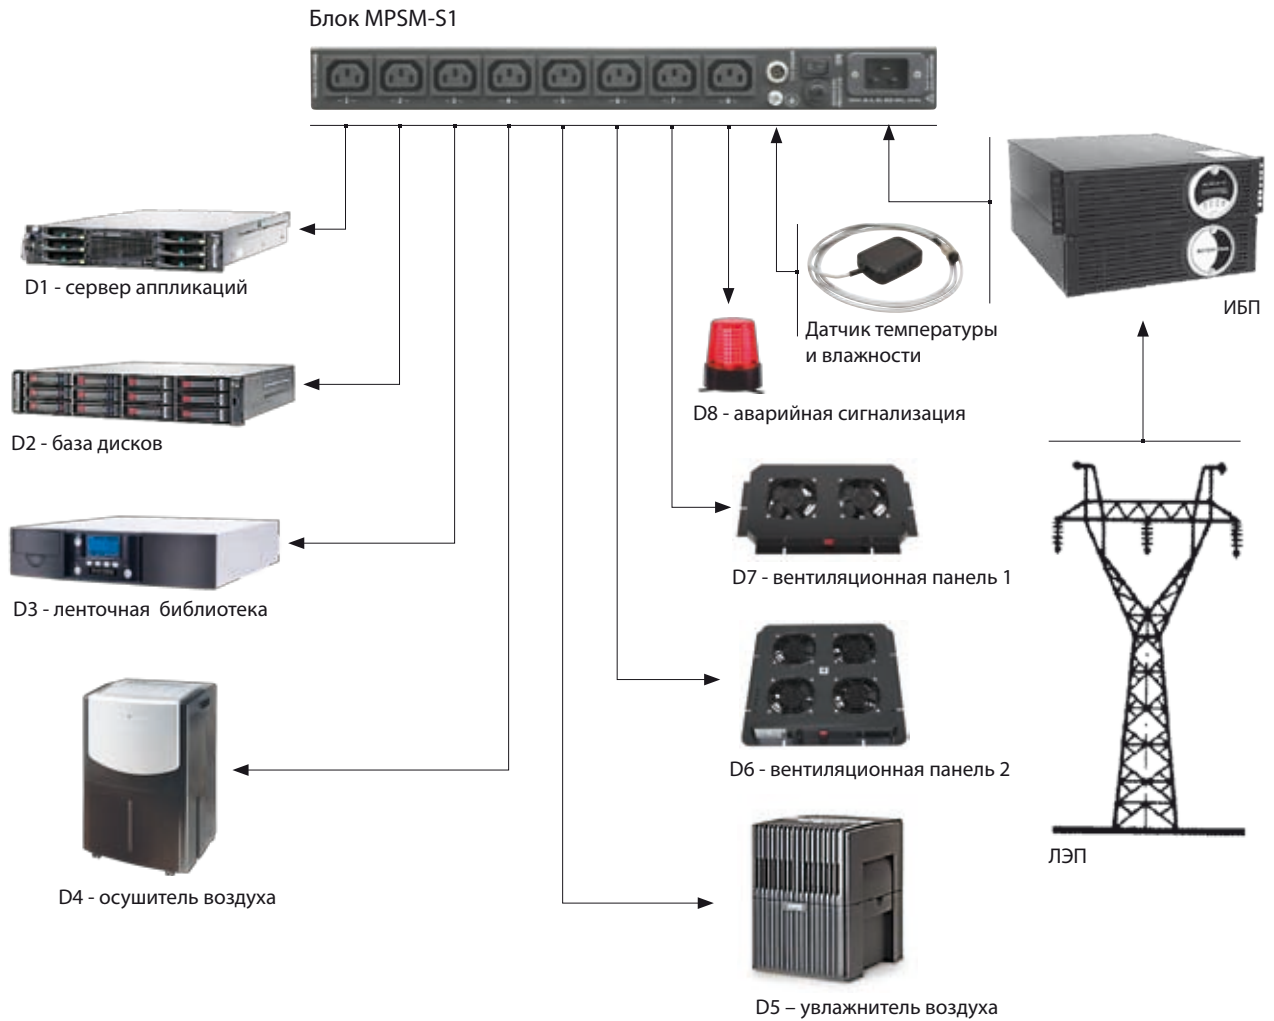 Блок MPSM-S1
D1 - сервер аппликаций
ИБП
Датчик температуры
и влажности
D8 - аварийная сигнализация
D2 - база дисков
D7 - вентиляционная панель 1
D3 - ленточная библиотека
D6 - вентиляционная панель 2
ЛЭП
D4 - осушитель воздуха
D5 – увлажнитель воздуха